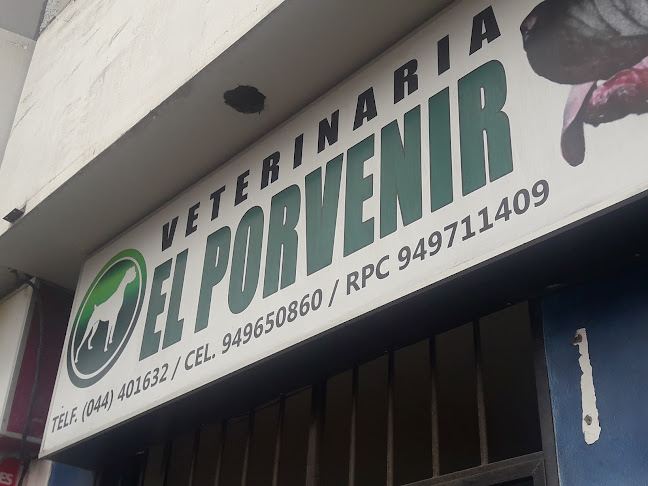 VETERINARIA
EL PORVENIR
TELF. (044) 401632 / CEL. 949650860 / RPC 949711409